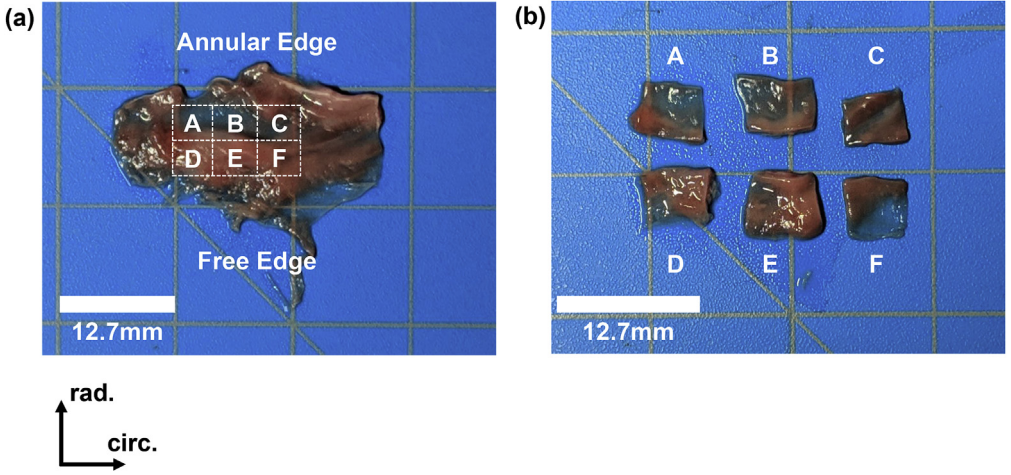 (a)
Annular Edge
A B C
D E F
Free Edge
12.7mm
(b)
A B C
D E F
12.7mm
rad.
circ.